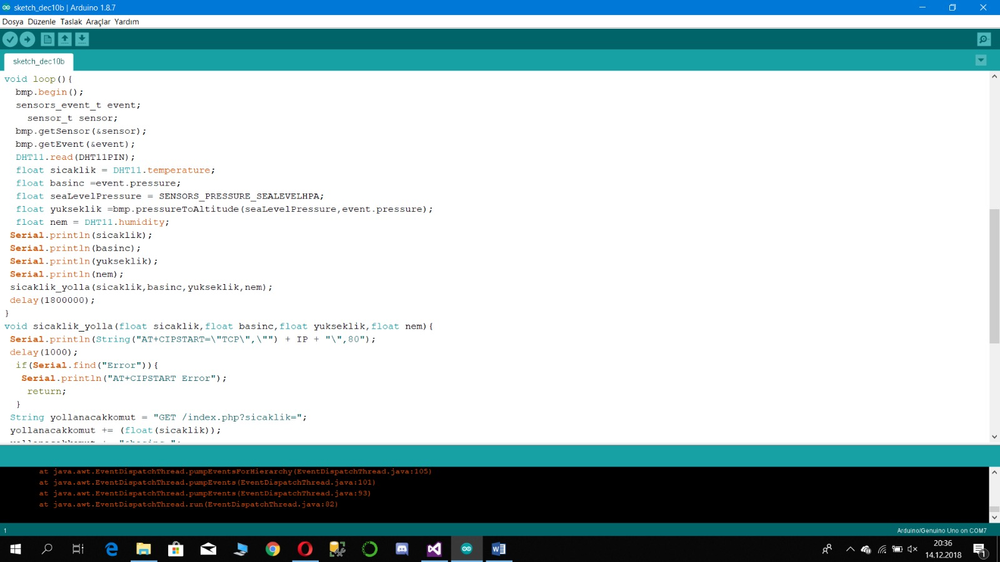 sketch_dec10b | Arduino 1.8.7
Dosya Düzenle Taslak Araçlar Yardım
sketch_dec10b
void loop(){
bmp.begin();
sensors_event_t event;
sensor_t sensor;
bmp.getSensor(&sensor);
bmp.getEvent(&event);
DHT11.read(DHT11PIN);
float sicaklik = DHT11.temperature;
float basinc =event.pressure;
float seaLevelPressure = SENSORS_PRESSURE_SEALEVELHPA;
float yukseklik =bmp.pressureToAltitude(seaLevelPressure,event.pressure);
float nem = DHT11.humidity;
Serial.println(sicaklik);
Serial.println(basinc);
Serial.println(yukseklik);
Serial.println(nem);
sicaklik_yolla(sicaklik,basinc,yukseklik,nem);
delay(1800000);
}
void sicaklik_yolla(float sicaklik,float basinc,float yukseklik,float nem){
Serial.println(String("AT+CIPSTART=\"TCP\",\"") + IP + "\",80");
delay(1000);
if(Serial.find("Error")){
Serial.println("AT+CIPSTART Error");
return;
}
String yollanacakkomut = "GET /index.php?sicaklik=";
yollanacakkomut += (float(sicaklik));
at java.awt.EventDispatchThread.pumpEventsForHierarchy(EventDispatchThread.java:105)
at java.awt.EventDispatchThread.pumpEvents(EventDispatchThread.java:101)
at java.awt.EventDispatchThread.pumpEvents(EventDispatchThread.java:93)
at java.awt.EventDispatchThread.run(EventDispatchThread.java:82)
1
Arduino/Genuino Uno on COM7
20:36
14.12.2018
1